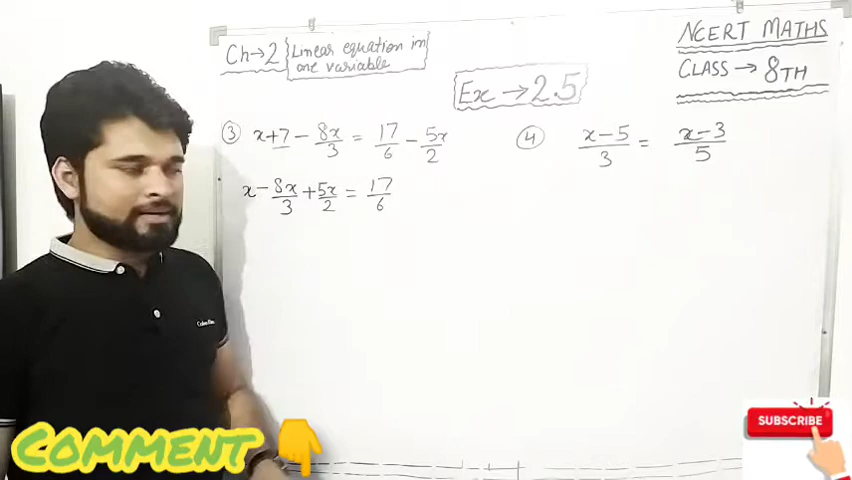 Ch→2 Linear equation in
one variable
Ex → 2.5
NCERT MATHS
CLASS → 8TH
③ x+7 - 8x/3 = 17/6 - 5x/2
x - 8x/3 + 5x/2 = 17/6
④ x-5/3 = x-3/5
COMMENT
SUBSCRIBE